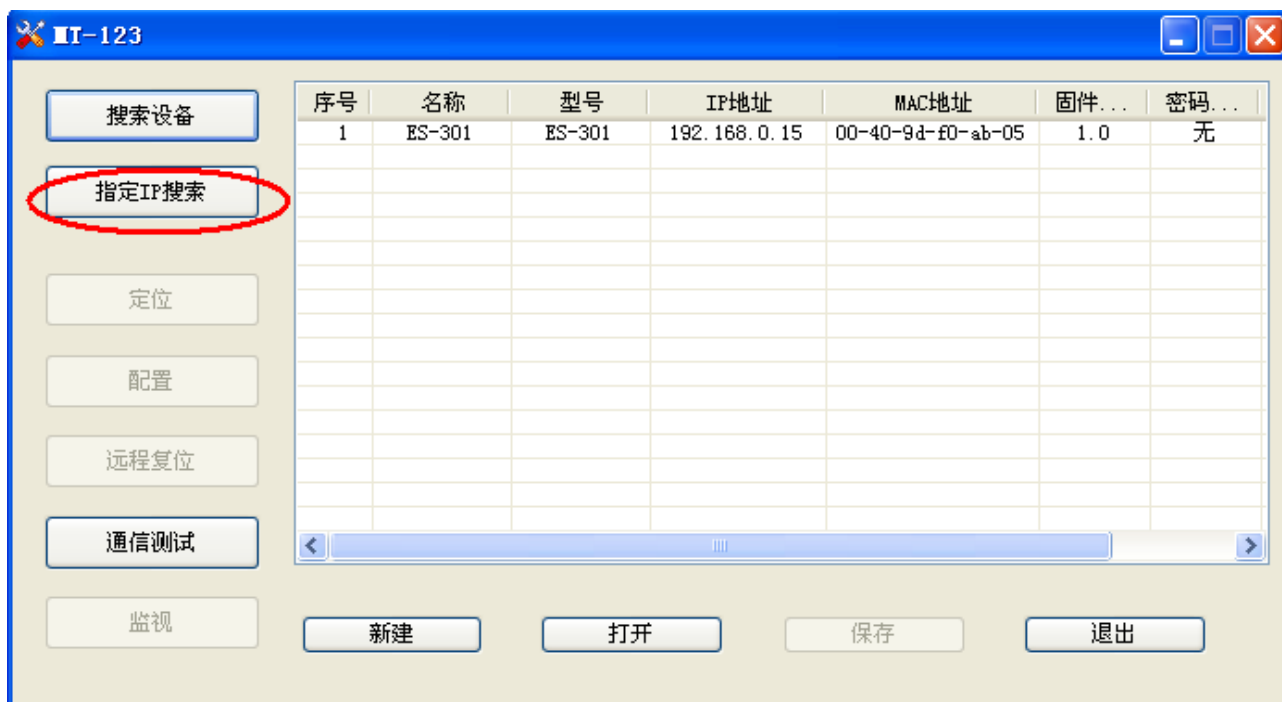 MT-123
搜索设备
指定IP搜索
定位
配置
远程复位
通信测试
监视
序号 名称 型号 IP地址 MAC地址 固件... 密码...
1 ES-301 ES-301 192.168.0.15 00-40-9d-f0-ab-05 1.0 无
新建 打开 保存 退出